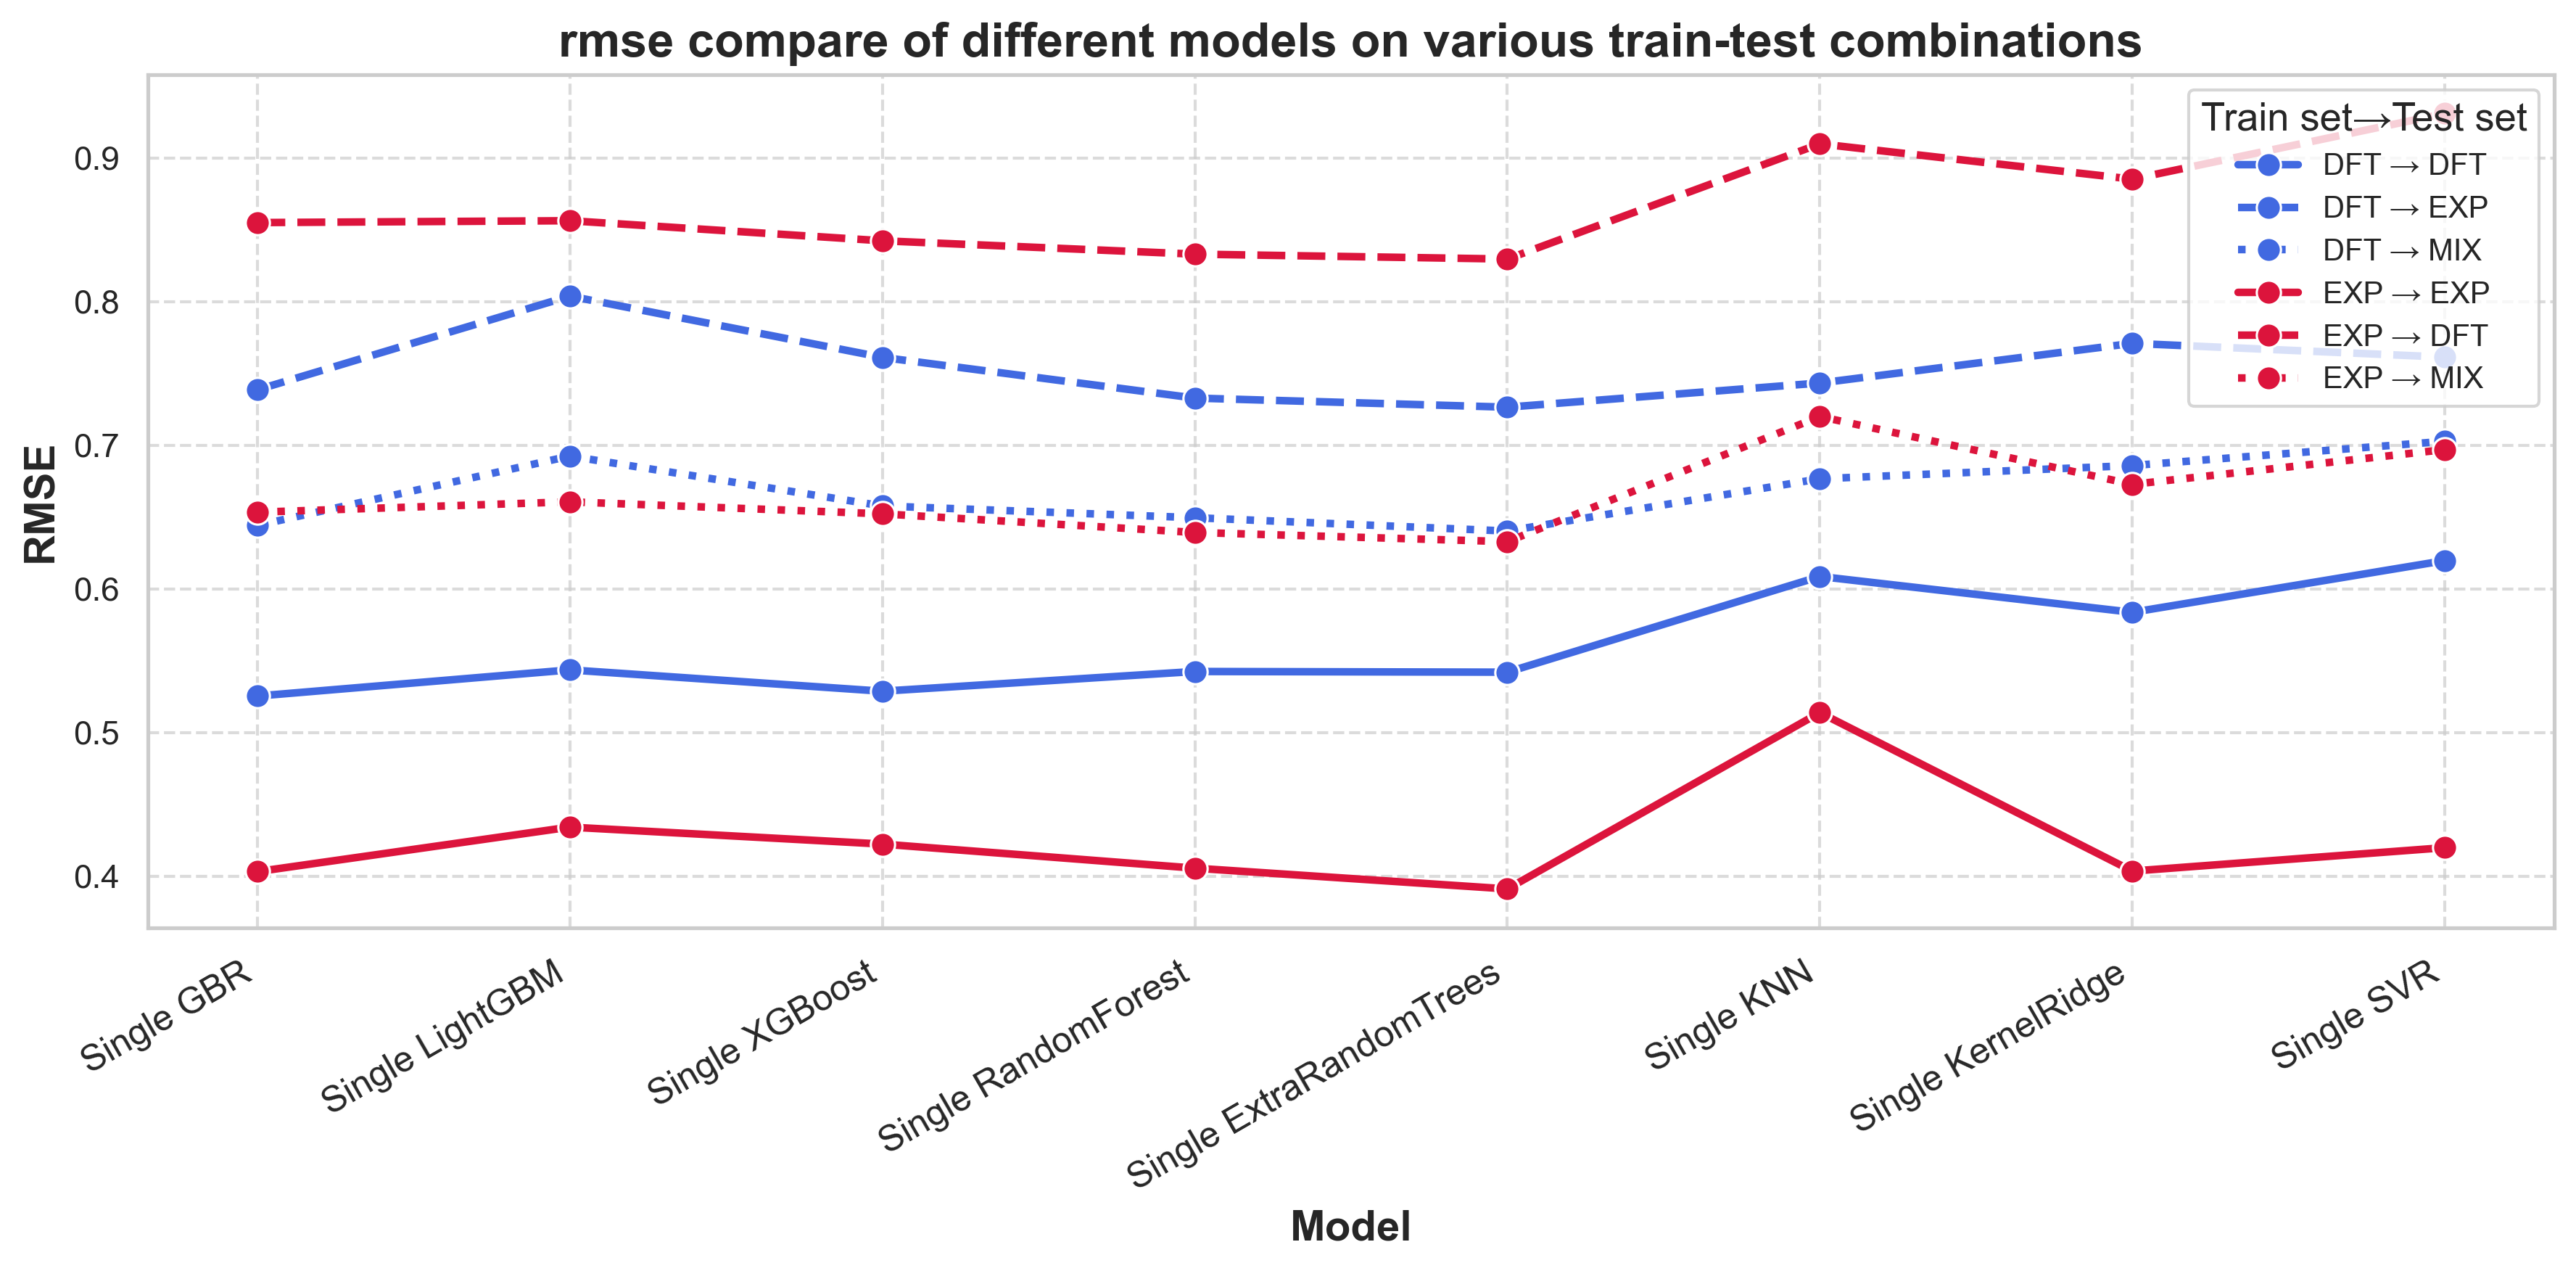 rmse compare of different models on various train-test combinations
Train set→Test set
DFT → DFT
DFT → EXP
DFT → MIX
EXP → EXP
EXP → DFT
EXP → MIX
RMSE
0.9
0.8
0.7
0.6
0.5
0.4
Single GBR
Single LightGBM
Single XGBoost
Single RandomForest
Single ExtraRandomTrees
Single KNN
Single KernelRidge
Single SVR
Model